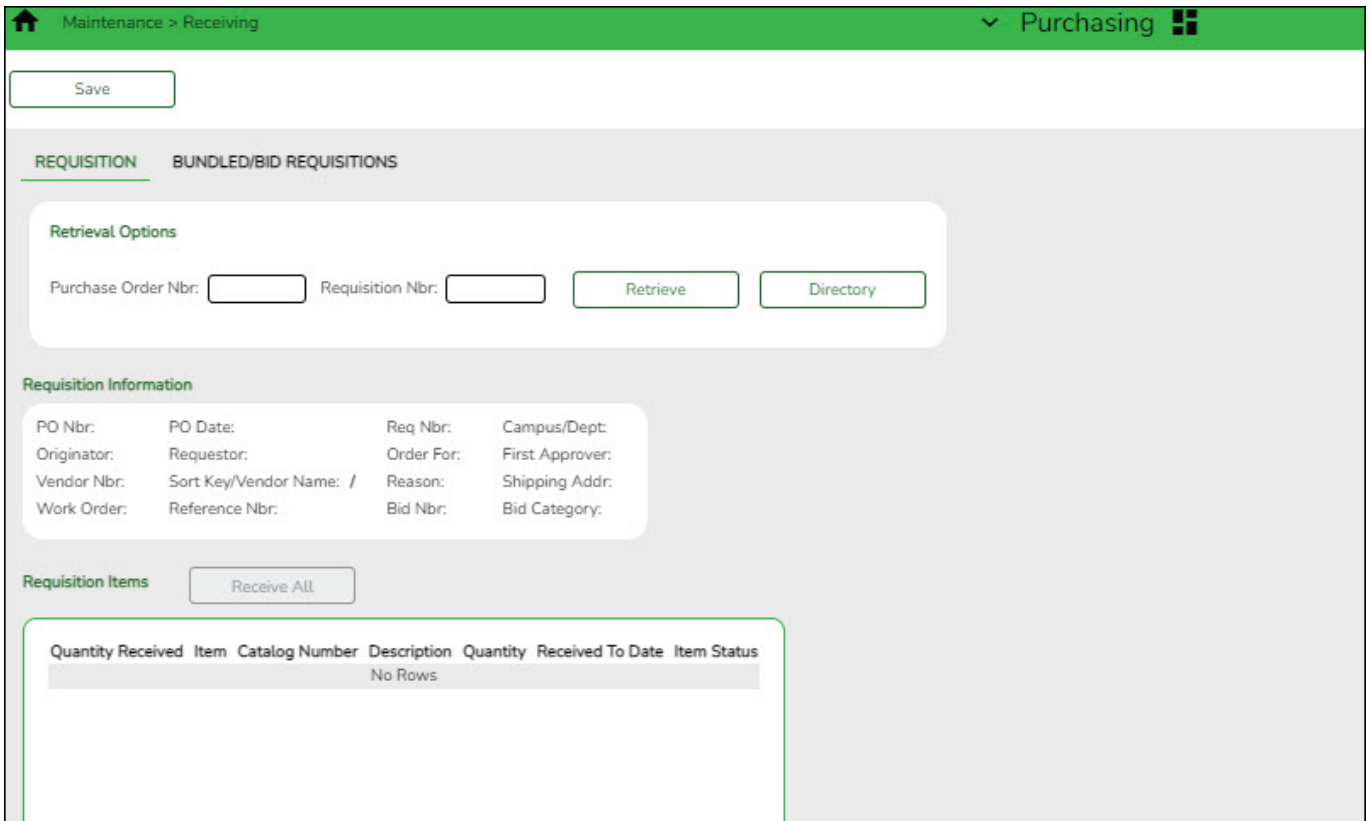 Maintenance > Receiving
Purchasing
Save
REQUISITION BUNDLED/BID REQUISITIONS
Retrieval Options
Purchase Order Nbr: Requisition Nbr: Retrieve Directory
Requisition Information
PO Nbr: PO Date: Req Nbr: Campus/Dept:
Originator: Requestor: Order For: First Approver:
Vendor Nbr: Sort Key/Vendor Name: / Reason: Shipping Addr:
Work Order: Reference Nbr: Bid Nbr: Bid Category:
Requisition Items Receive All
Quantity Received Item Catalog Number Description Quantity Received To Date Item Status
No Rows